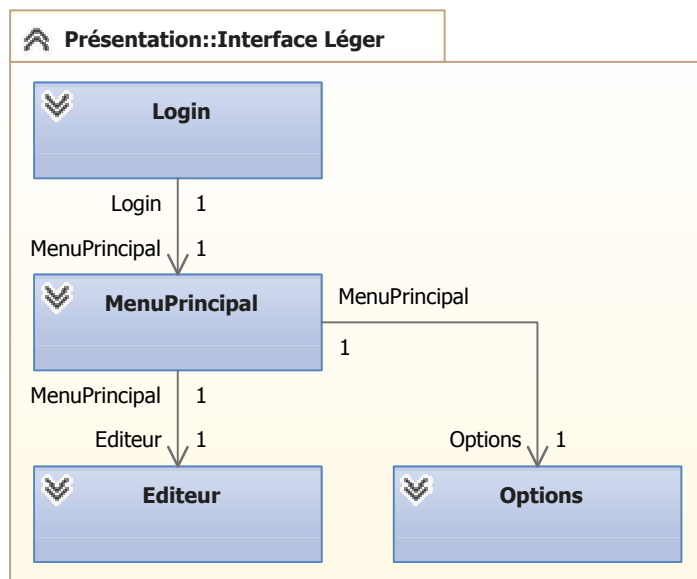 Présentation::Interface Léger
Login
Login 1
MenuPrincipal 1
MenuPrincipal
MenuPrincipal
1
MenuPrincipal 1
Editeur 1
Options 1
Editeur
Options